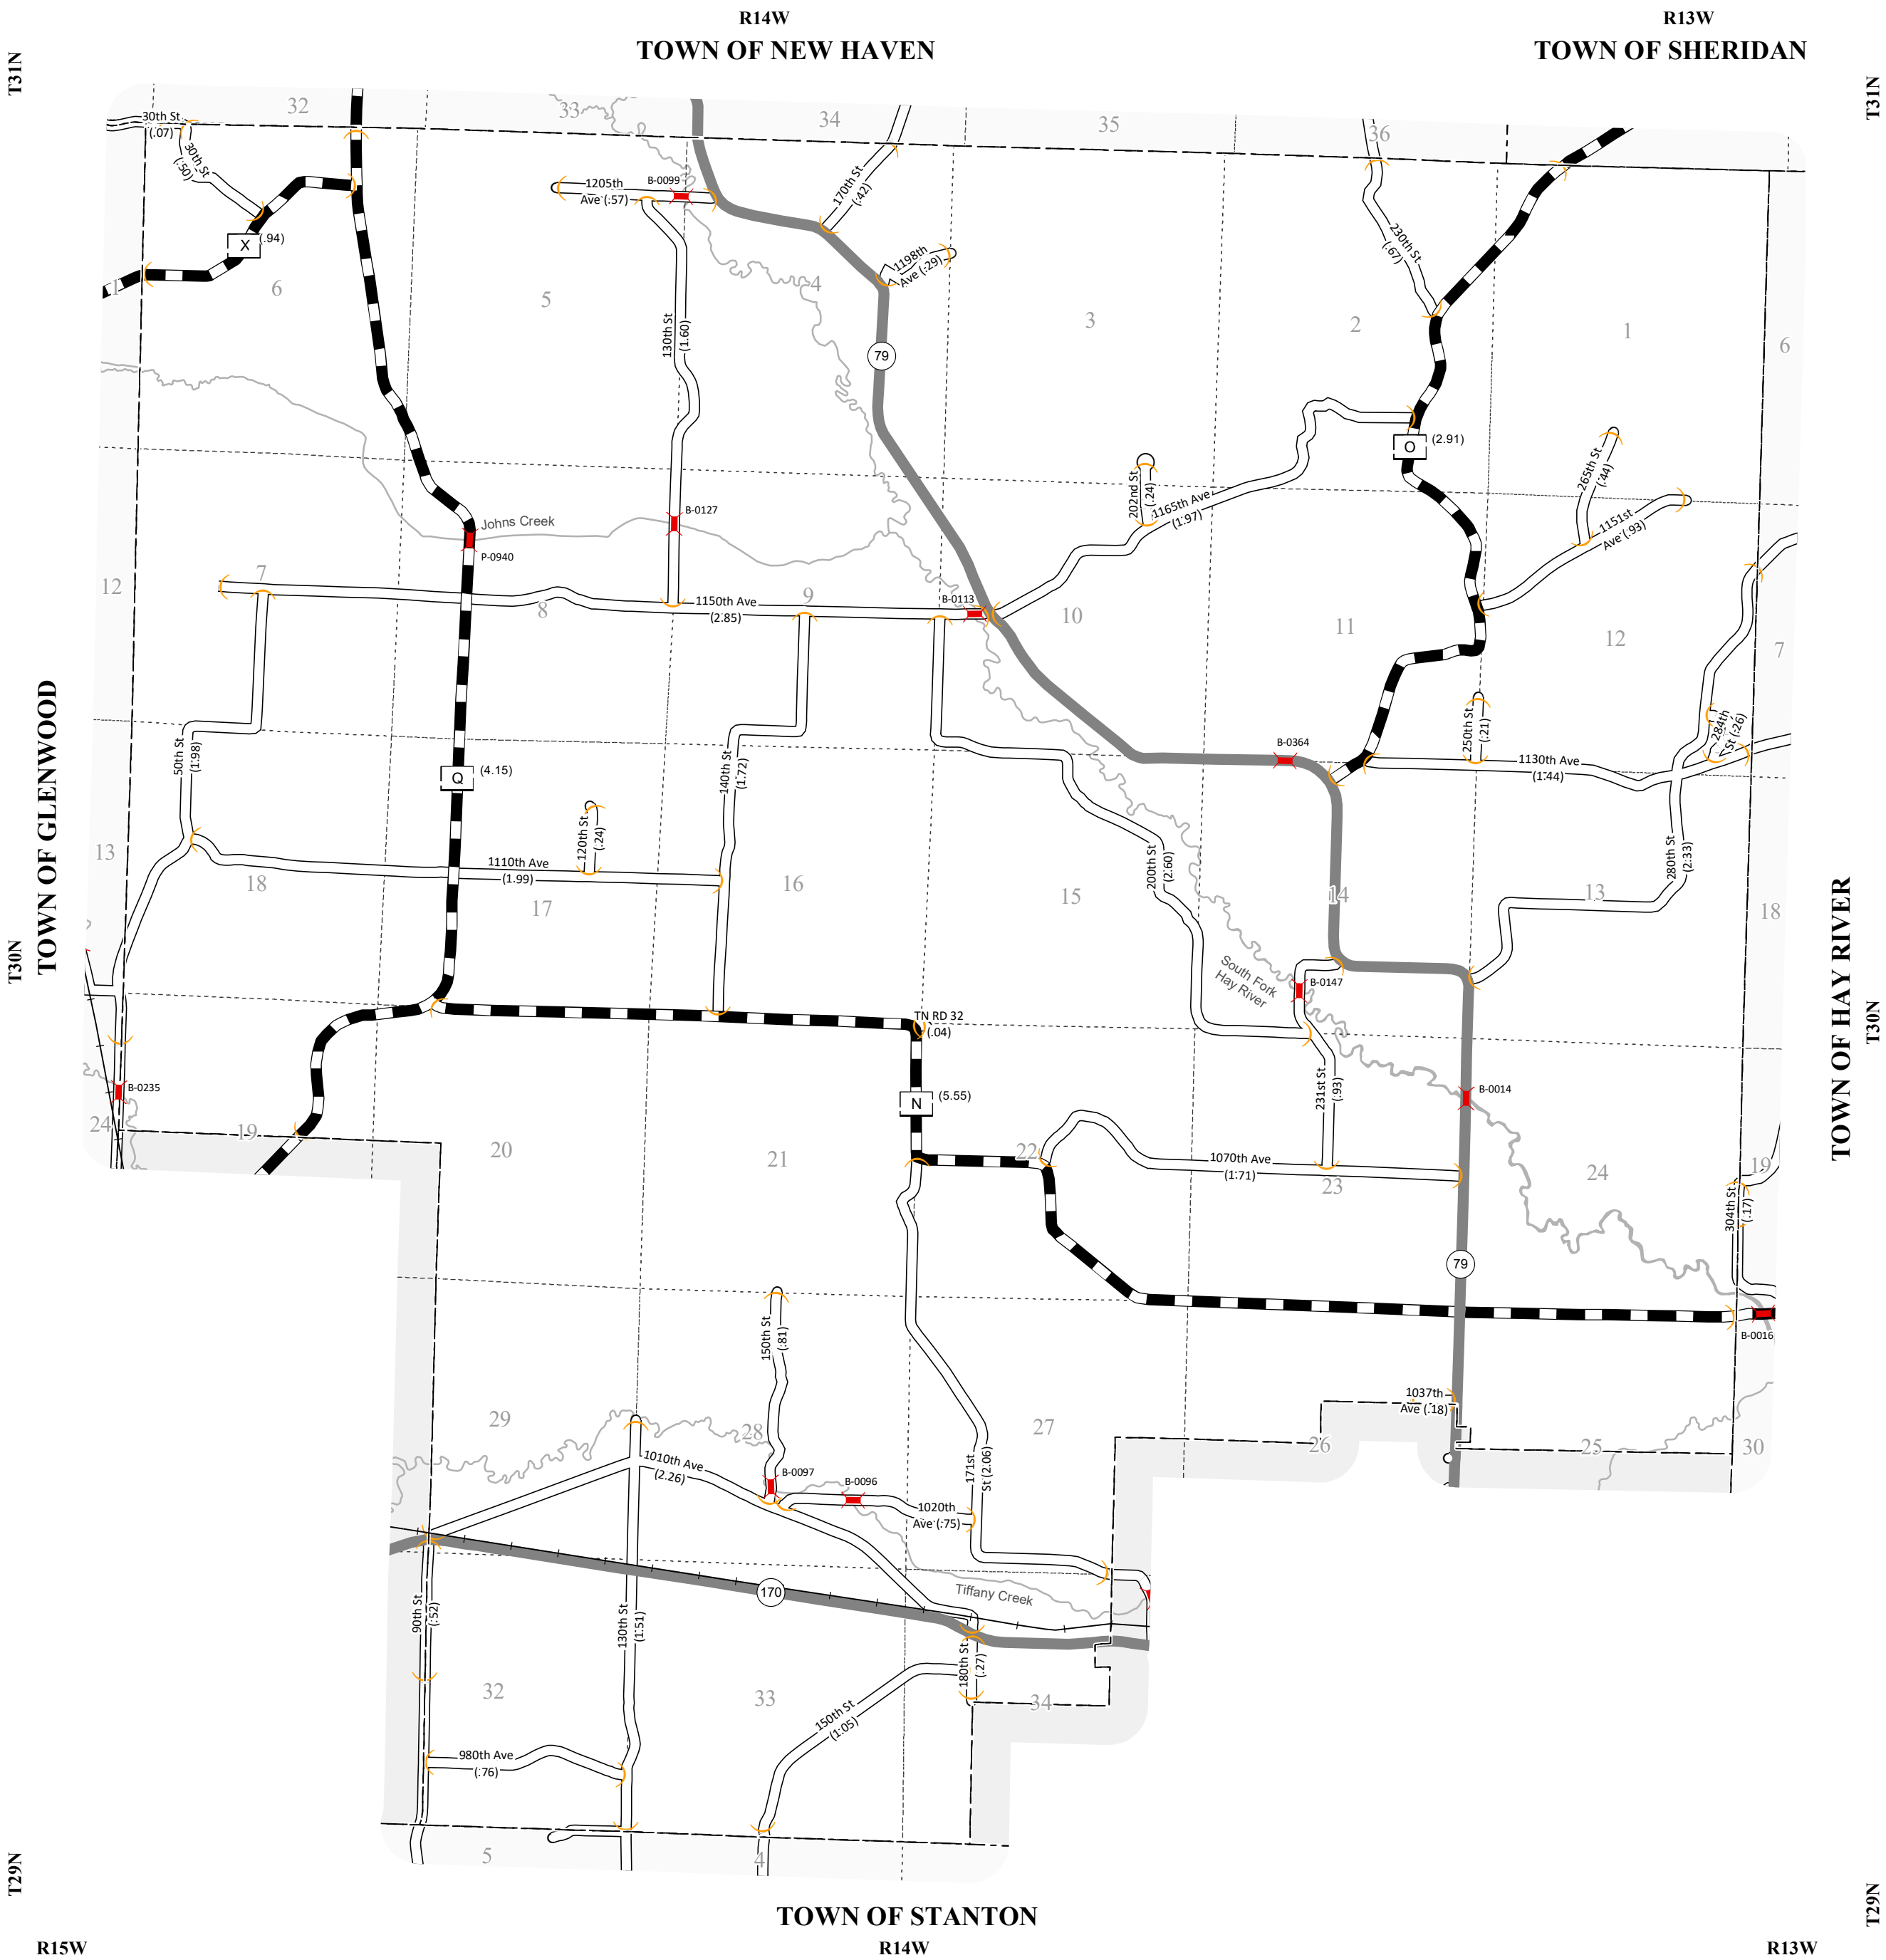 R14W
R13W
TOWN OF NEW HAVEN
TOWN OF SHERIDAN
T31N
T31N
32
33
34
35
36
30th St
(.07)
30th St
(.50)
1205th
Ave (.57)
B-0099
170th St
(.42)
1198th
Ave (.29)
230th St
(.67)
X
(.94)
1
6
5
4
3
2
1
6
130th St
(1.60)
79
O
(2.91)
265th St
(.44)
202nd St
(.24)
1165th Ave
(1.97)
1151st
Ave (.93)
B-0127
Johns Creek
P-0940
12
7
8
9
10
11
12
7
1150th Ave
(2.85)
B-0113
TOWN OF GLENWOOD
50th St
(1.98)
Q
(4.15)
140th St
(1.72)
B-0364
250th St
(.21)
284th
St (.26)
1130th Ave
(1.44)
120th St
(.24)
1110th Ave
(1.99)
200th St
(2.60)
280th St
(2.33)
13
18
17
16
15
14
13
18
TOWN OF HAY RIVER
T30N
T30N
South Fork
Hay River
B-0147
TN RD 32
(.04)
B-0235
N
(5.55)
231st St
(.93)
B-0014
24
19
20
21
22
23
24
19
1070th Ave
(1.71)
304th St
(.17)
79
B-0016
150th St
(.81)
1037th
Ave (.18)
29
28
27
26
25
30
1010th Ave
(2.26)
B-0097
B-0096
171st
St (2.06)
1020th
Ave (.75)
170
Tiffany Creek
90th St
(.52)
130th St
(1.51)
180th St
(.27)
32
33
34
150th St
(1.05)
980th Ave
(.76)
5
4
T29N
T29N
TOWN OF STANTON
R15W
R14W
R13W